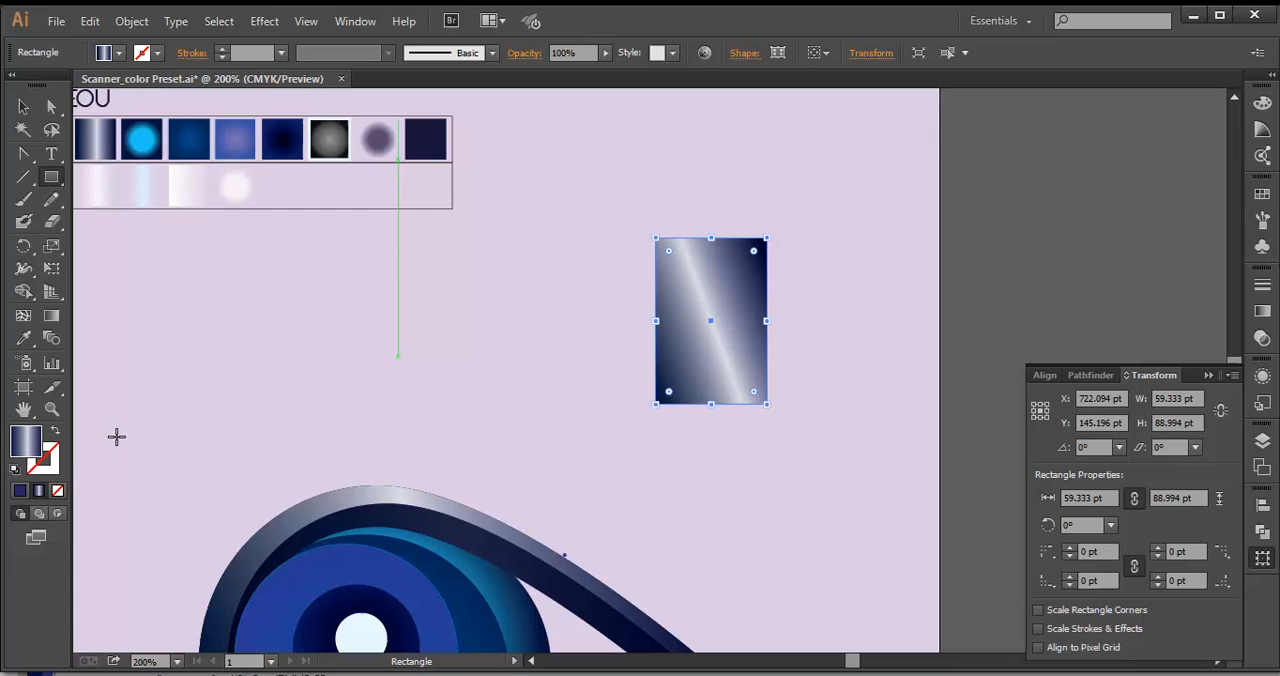 Ai File Edit Object Type Select Effect View Window Help Br Essentials
Rectangle Stroke: Basic Opacity: 100% Style: Shape: Transform
Scanner_color Preset.ai* @ 200% (CMYK/Preview)
EOU
Align Pathfinder Transform
X: 722.094 pt W: 59.333 pt
Y: 145.196 pt H: 88.994 pt
0° 0°
Rectangle Properties:
59.333 pt 88.994 pt
0°
0 pt 0 pt
0 pt 0 pt
Scale Rectangle Corners
Scale Strokes & Effects
Align to Pixel Grid
200% 1 Rectangle